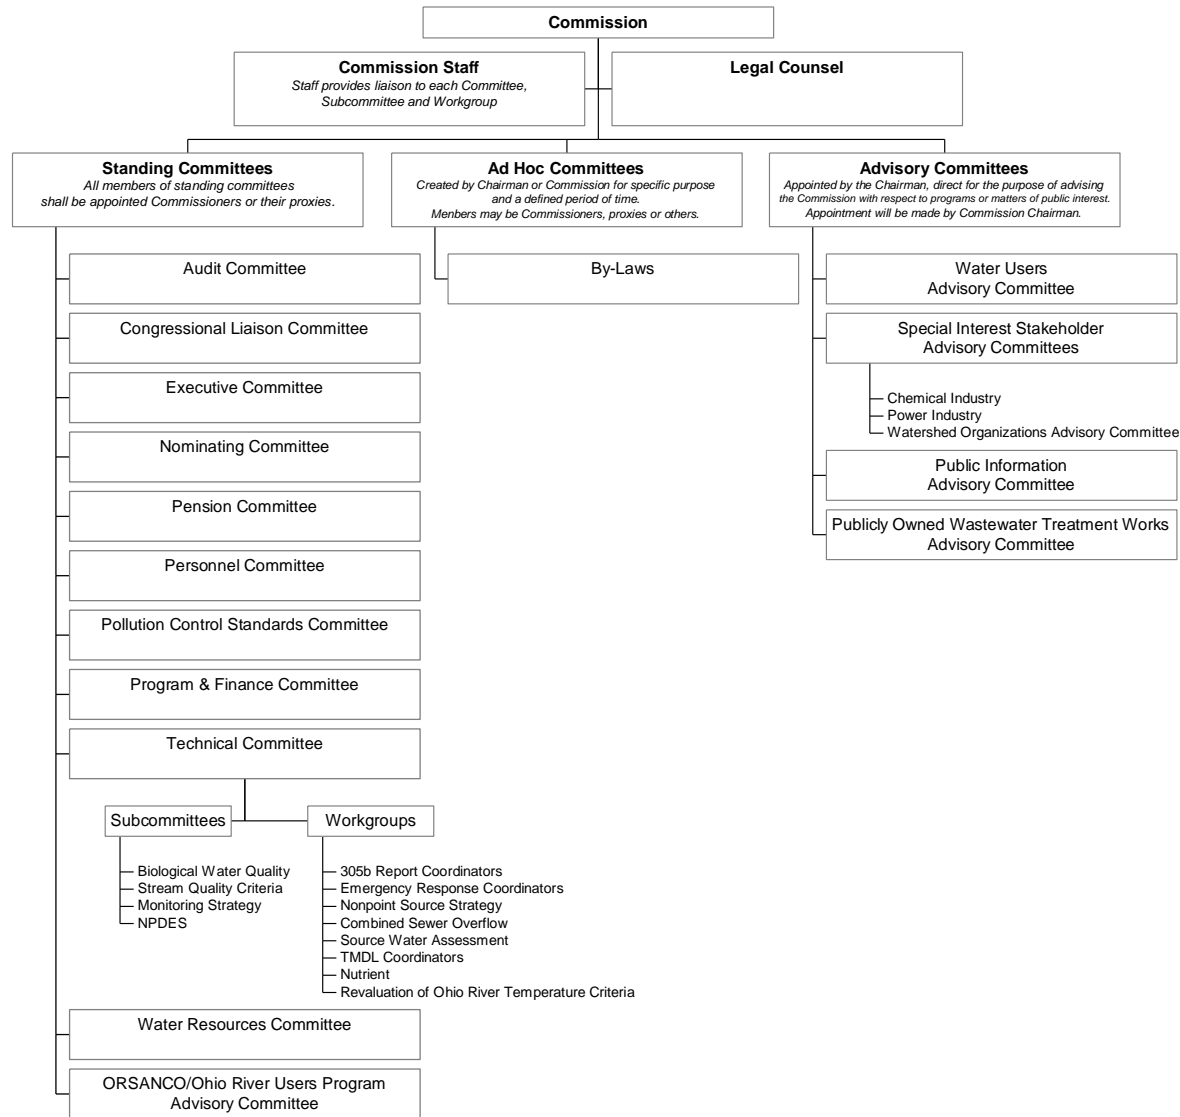 Commission
Commission Staff
Staff provides liaison to each Committee,
Subcommittee and Workgroup
Legal Counsel
Standing Committees
All members of standing committees
shall be appointed Commissioners or their proxies.
Ad Hoc Committees
Created by Chairman or Commission for specific purpose
and a defined period of time.
Menbers may be Commissioners, proxies or others.
Advisory Committees
Appointed by the Chairman, direct for the purpose of advising
the Commission with respect to programs or matters of public interest.
Appointment will be made by Commission Chairman.
Audit Committee
Congressional Liaison Committee
Executive Committee
Nominating Committee
Pension Committee
Personnel Committee
Pollution Control Standards Committee
Program & Finance Committee
Technical Committee
Subcommittees
Biological Water Quality
Stream Quality Criteria
Monitoring Strategy
NPDES
Workgroups
305b Report Coordinators
Emergency Response Coordinators
Nonpoint Source Strategy
Combined Sewer Overflow
Source Water Assessment
TMDL Coordinators
Nutrient
Revaluation of Ohio River Temperature Criteria
Water Resources Committee
ORSANCO/Ohio River Users Program
Advisory Committee
By-Laws
Water Users
Advisory Committee
Special Interest Stakeholder
Advisory Committees
Chemical Industry
Power Industry
Watershed Organizations Advisory Committee
Public Information
Advisory Committee
Publicly Owned Wastewater Treatment Works
Advisory Committee